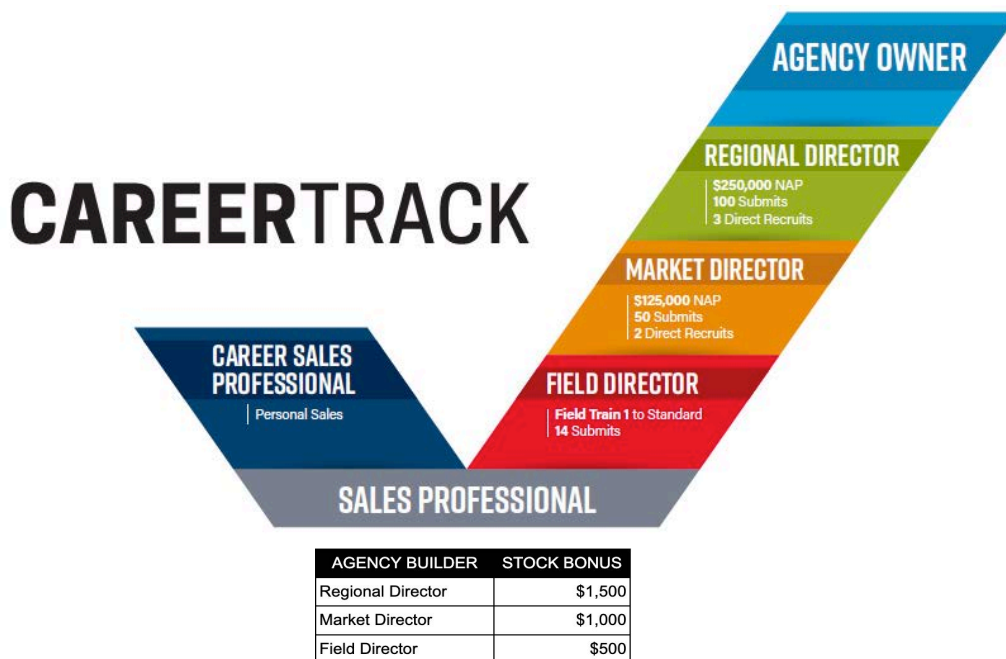 AGENCY OWNER
REGIONAL DIRECTOR
$250,000 NAP
100 Submits
3 Direct Recruits
CAREERTRACK
MARKET DIRECTOR
$125,000 NAP
50 Submits
2 Direct Recruits
CAREER SALES
PROFESSIONAL
Personal Sales
FIELD DIRECTOR
Field Train 1 to Standard
14 Submits
SALES PROFESSIONAL
AGENCY BUILDER STOCK BONUS
Regional Director $1,500
Market Director $1,000
Field Director $500